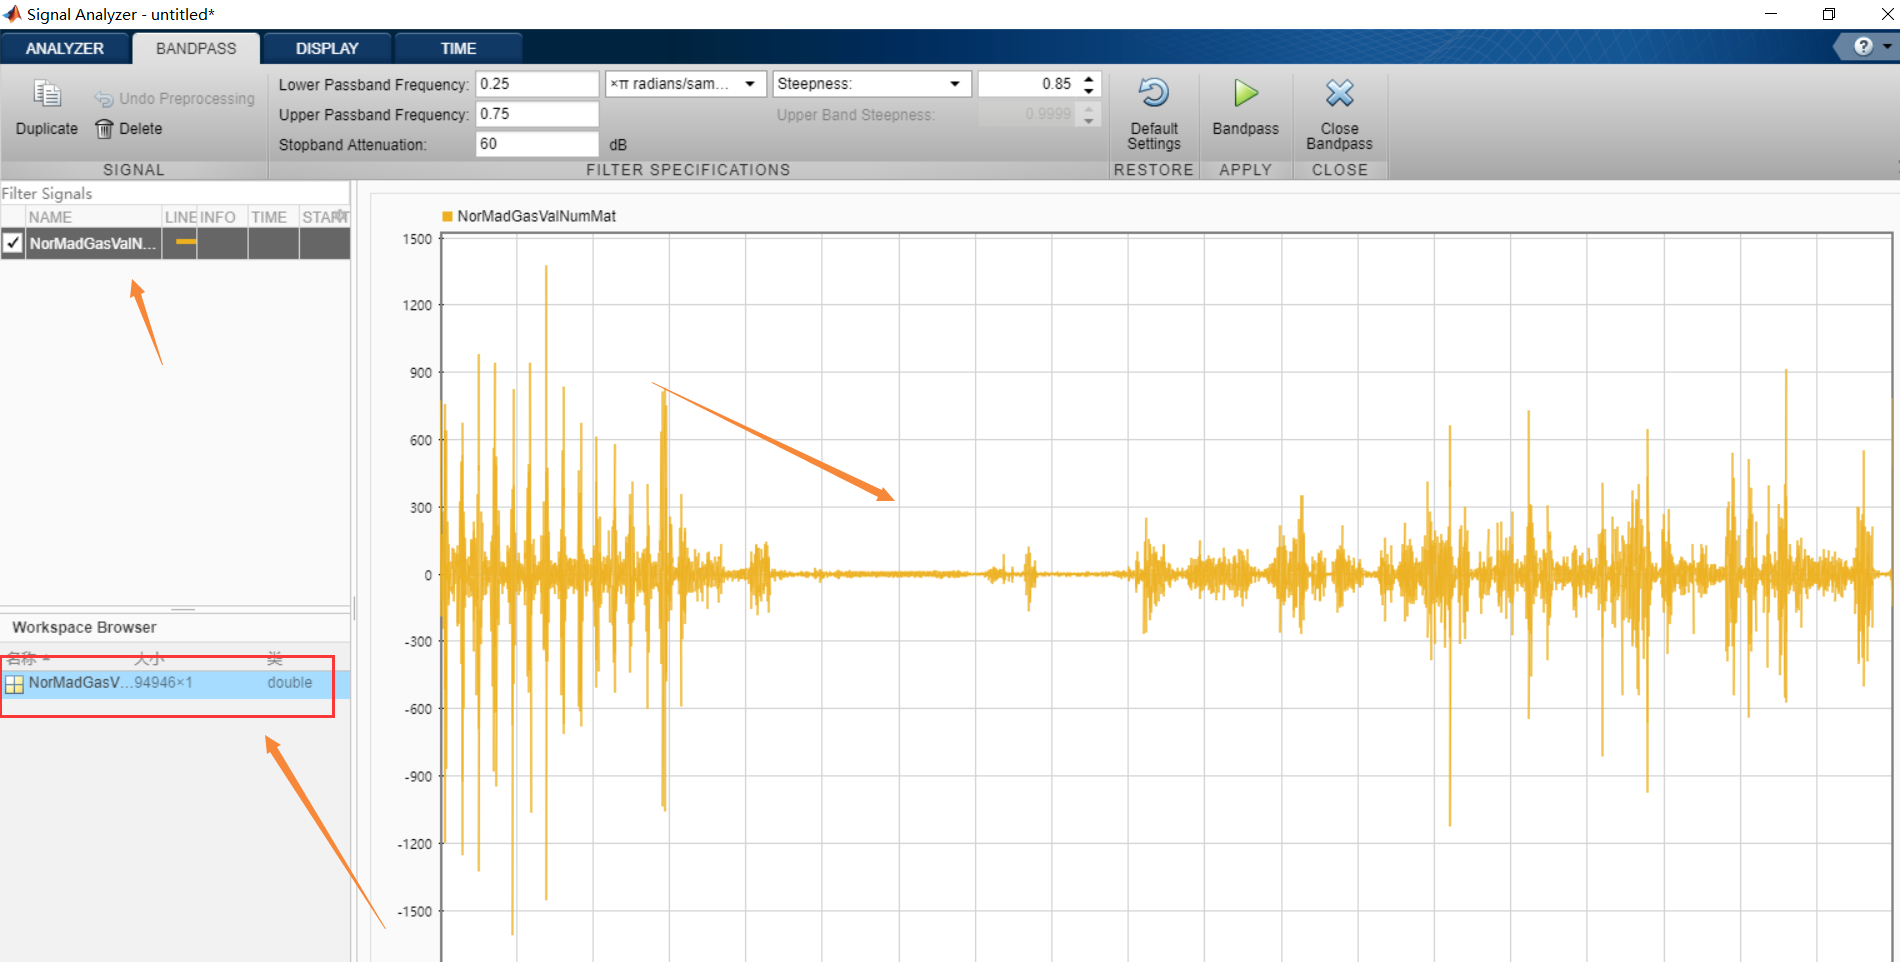 Signal Analyzer - untitled*
ANALYZER BANDPASS DISPLAY TIME
Lower Passband Frequency: 0.25 ×π radians/sam... Steepness: 0.85
Upper Passband Frequency: 0.75 Upper Band Steepness: 0.9999
Stopband Attenuation: 60 dB
Duplicate Undo Preprocessing
Delete
Default Settings
Bandpass
Close Bandpass
SIGNAL FILTER SPECIFICATIONS RESTORE APPLY CLOSE
Filter Signals
NAME LINE INFO TIME START
NorMadGasValN...
NorMadGasValNumMat
1500
1200
900
600
300
0
-300
-600
-900
-1200
-1500
Workspace Browser
名称 大小 类
NorMadGasV... 94946×1 double